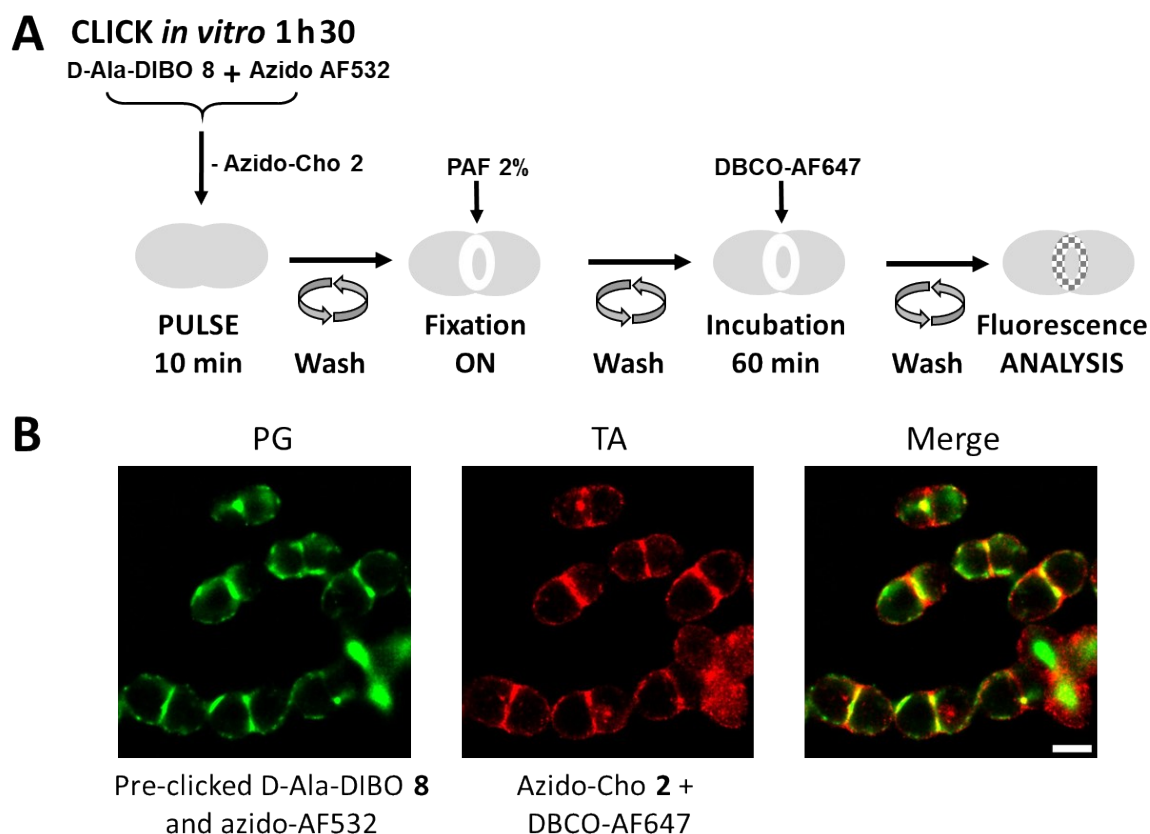 A
CLICK in vitro 1h30
D-Ala-DIBO 8 + Azido AF532
- Azido-Cho 2
PAF 2%
DBCO-AF647
PULSE
10 min
Wash
Fixation
ON
Wash
Incubation
60 min
Wash
Fluorescence
ANALYSIS
B
PG
TA
Merge
Pre-clicked D-Ala-DIBO 8
and azido-AF532
Azido-Cho 2 +
DBCO-AF647